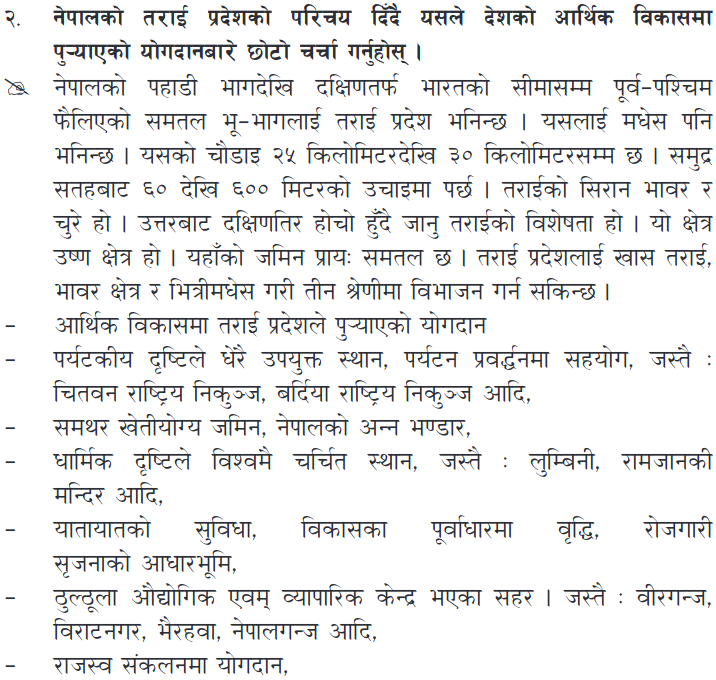 २. नेपालको तराई प्रदेशको परिचय दिँदै यसले देशको आर्थिक विकासमा
पुऱ्याएको योगदानबारे छोटो चर्चा गर्नुहोस् ।
नेपालको पहाडी भागदेखि दक्षिणतर्फ भारतको सीमासम्म पूर्व-पश्चिम
फैलिएको समतल भू-भागलाई तराई प्रदेश भनिन्छ । यसलाई मधेस पनि
भनिन्छ । यसको चौडाइ २५ किलोमिटरदेखि ३० किलोमिटरसम्म छ । समुद्र
सतहबाट ६० देखि ६०० मिटरको उचाइमा पर्छ । तराईको सिरान भावर र
चुरे हो । उत्तरबाट दक्षिणतिर होचो हुँदै जानु तराईको विशेषता हो । यो क्षेत्र
उष्ण क्षेत्र हो । यहाँको जमिन प्रायः समतल छ । तराई प्रदेशलाई खास तराई,
भावर क्षेत्र र भित्रीमधेस गरी तीन श्रेणीमा विभाजन गर्न सकिन्छ ।
– आर्थिक विकासमा तराई प्रदेशले पुऱ्याएको योगदान
– पर्यटकीय दृष्टिले धेरै उपयुक्त स्थान, पर्यटन प्रवर्द्धनमा सहयोग, जस्तै :
चितवन राष्ट्रिय निकुञ्ज, बर्दिया राष्ट्रिय निकुञ्ज आदि,
– समथर खेतीयोग्य जमिन, नेपालको अन्न भण्डार,
– धार्मिक दृष्टिले विश्वमै चर्चित स्थान, जस्तै : लुम्बिनी, रामजानकी
मन्दिर आदि,
– यातायातको सुविधा, विकासका पूर्वाधारमा वृद्धि, रोजगारी
सृजनाको आधारभूमि,
– ठुल्ठूला औद्योगिक एवम् व्यापारिक केन्द्र भएका सहर । जस्तै : वीरगन्ज,
विराटनगर, भैरहवा, नेपालगन्ज आदि,
– राजस्व संकलनमा योगदान,